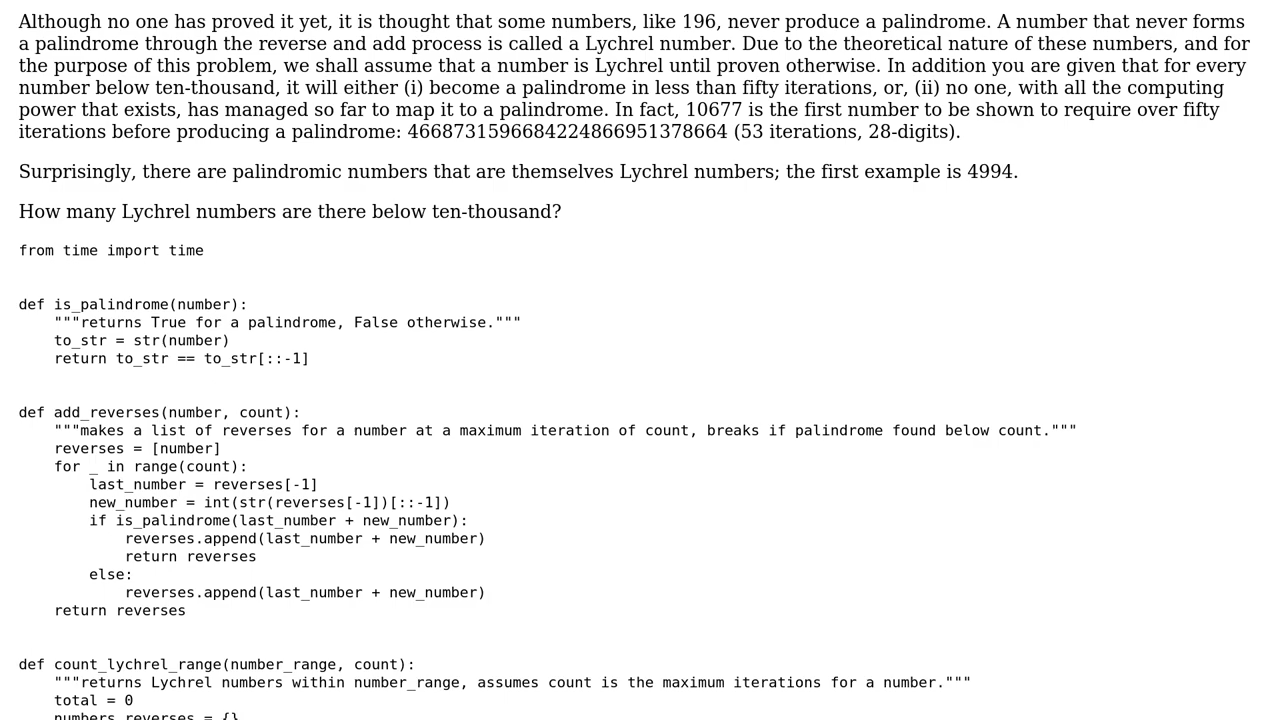 Although no one has proved it yet, it is thought that some numbers, like 196, never produce a palindrome. A number that never forms
a palindrome through the reverse and add process is called a Lychrel number. Due to the theoretical nature of these numbers, and for
the purpose of this problem, we shall assume that a number is Lychrel until proven otherwise. In addition you are given that for every
number below ten-thousand, it will either (i) become a palindrome in less than fifty iterations, or, (ii) no one, with all the computing
power that exists, has managed so far to map it to a palindrome. In fact, 10677 is the first number to be shown to require over fifty
iterations before producing a palindrome: 4668731596684224866951378664 (53 iterations, 28-digits).
Surprisingly, there are palindromic numbers that are themselves Lychrel numbers; the first example is 4994.
How many Lychrel numbers are there below ten-thousand?
from time import time
def is_palindrome(number):
    """returns True for a palindrome, False otherwise."""
    to_str = str(number)
    return to_str == to_str[::-1]
def add_reverses(number, count):
    """makes a list of reverses for a number at a maximum iteration of count, breaks if palindrome found below count."""
    reverses = [number]
    for _ in range(count):
        last_number = reverses[-1]
        new_number = int(str(reverses[-1])[::-1])
        if is_palindrome(last_number + new_number):
            reverses.append(last_number + new_number)
            return reverses
        else:
            reverses.append(last_number + new_number)
    return reverses
def count_lychrel_range(number_range, count):
    """returns Lychrel numbers within number_range, assumes count is the maximum iterations for a number."""
    total = 0
    numbers_reverses = {}